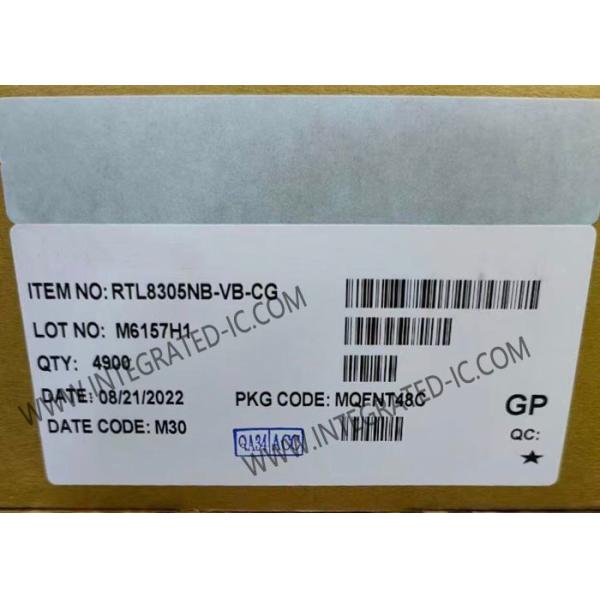 ITEM NO: RTL8305NB-VB-CG
LOT NO: M6157H1
QTY: 4900
DATE: 08/21/2022 PKG CODE: MQFNT48C
DATE CODE: M30
GP
QC:
★
QA34 ACC
WWW.INTEGRATED-IC.COM
WWW.INTEGRATED-IC.COM